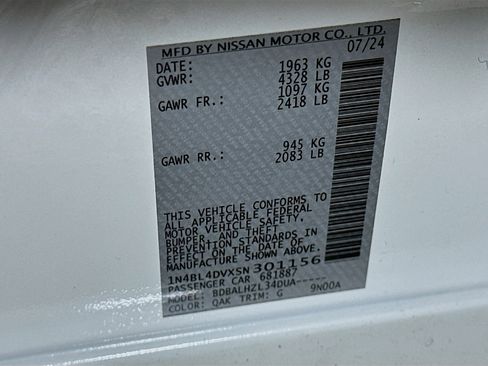 MFD BY NISSAN MOTOR CO., LTD.
DATE: 07/24
GVWR: 1963 KG
4328 LB
GAWR FR.: 1097 KG
2418 LB
GAWR RR.: 945 KG
2083 LB
THIS VEHICLE CONFORMS TO
ALL APPLICABLE FEDERAL
MOTOR VEHICLE SAFETY,
BUMPER, AND THEFT
PREVENTION STANDARDS IN
EFFECT ON THE DATE OF
MANUFACTURE SHOWN ABOVE.
1N4BL4DVXSN301156
PASSENGER CAR 681887
MODEL: BDBALHZL34DUA-----
COLOR: QAK TRIM: G 9N00A